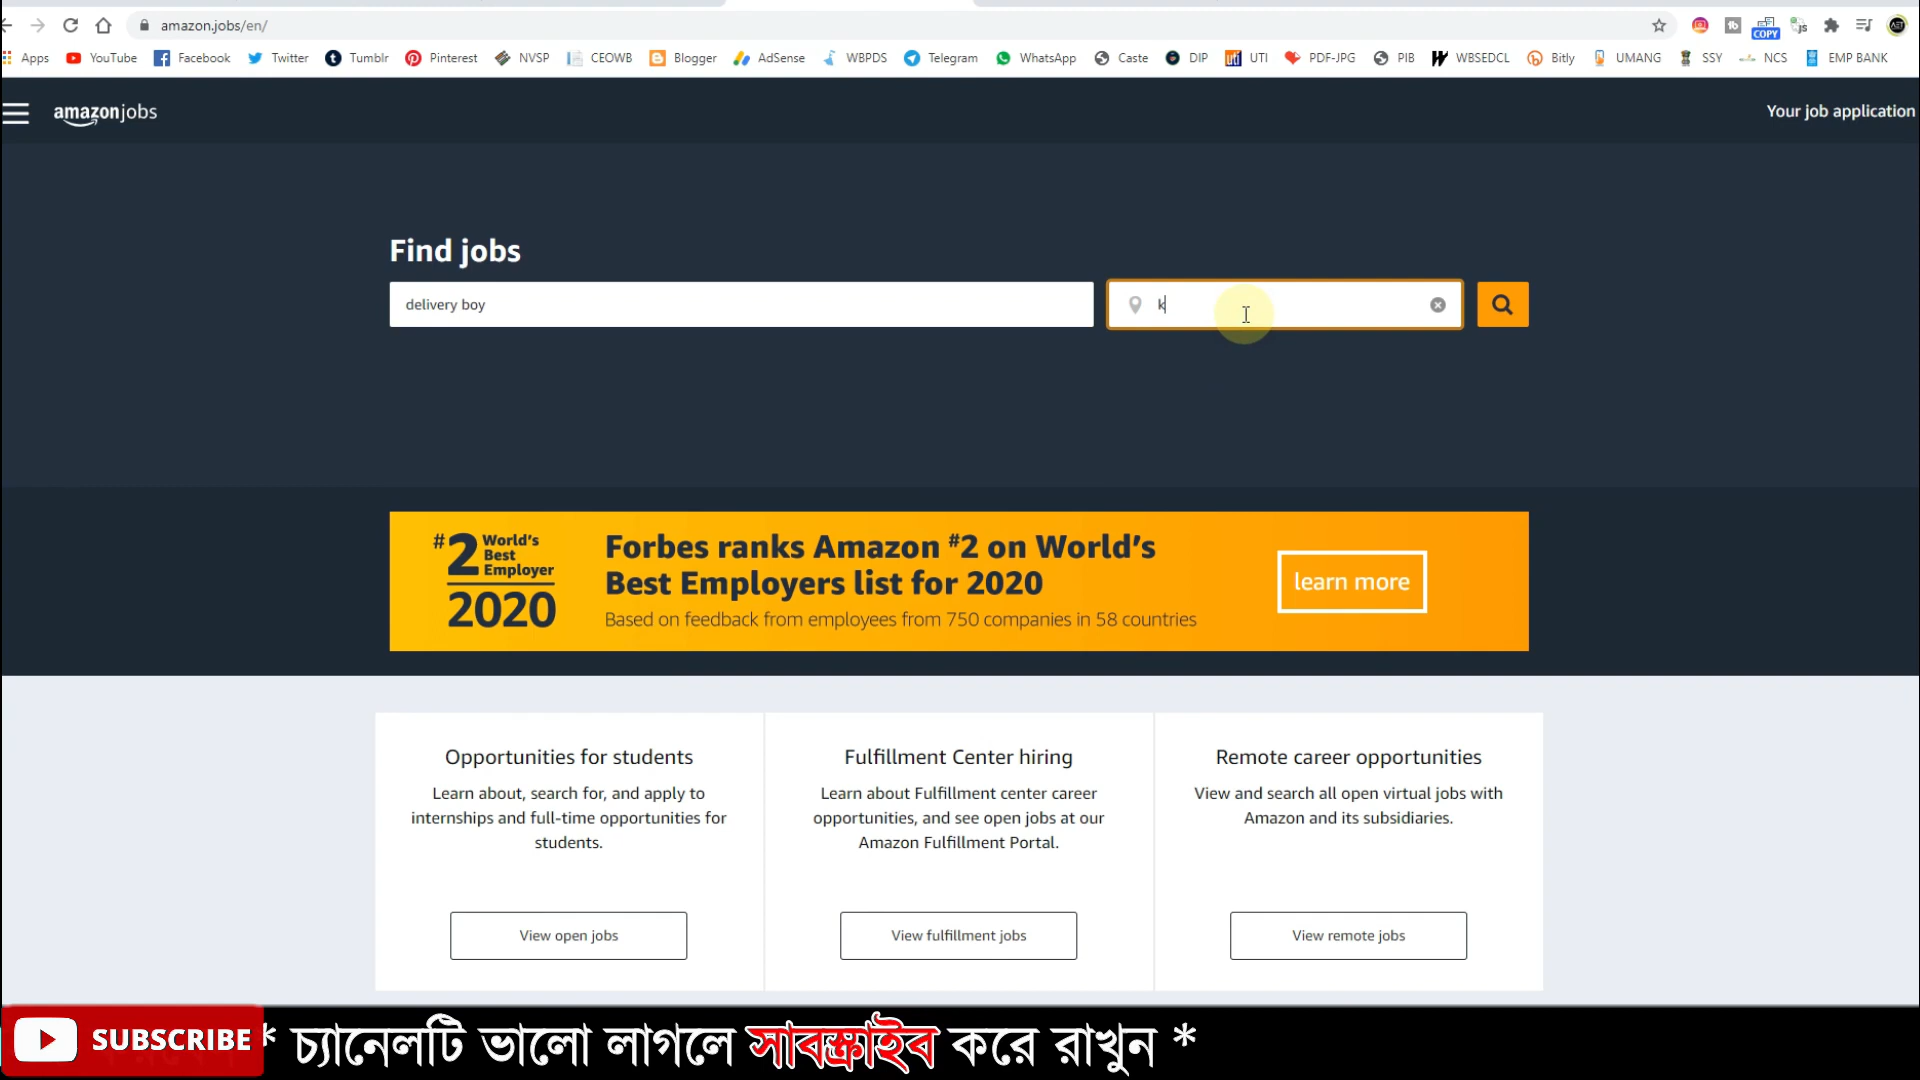 amazon.jobs/en/
COPY
Apps YouTube Facebook Twitter Tumblr Pinterest NVSP CEOWB Blogger AdSense WBPDS Telegram WhatsApp Caste DIP UTI PDF-JPG PIB WBSEDCL Bitly UMANG SSY NCS EMP BANK
amazonjobs
Your job application
Find jobs
delivery boy
k
#2 World's Best Employer 2020
Forbes ranks Amazon #2 on World's
Best Employers list for 2020
Based on feedback from employees from 750 companies in 58 countries
learn more
Opportunities for students
Learn about, search for, and apply to
internships and full-time opportunities for
students.
View open jobs
Fulfillment Center hiring
Learn about Fulfillment center career
opportunities, and see open jobs at our
Amazon Fulfillment Portal.
View fulfillment jobs
Remote career opportunities
View and search all open virtual jobs with
Amazon and its subsidiaries.
View remote jobs
SUBSCRIBE * চ্যানেলটি ভালো লাগলে সাবস্ক্রাইব করে রাখুন *